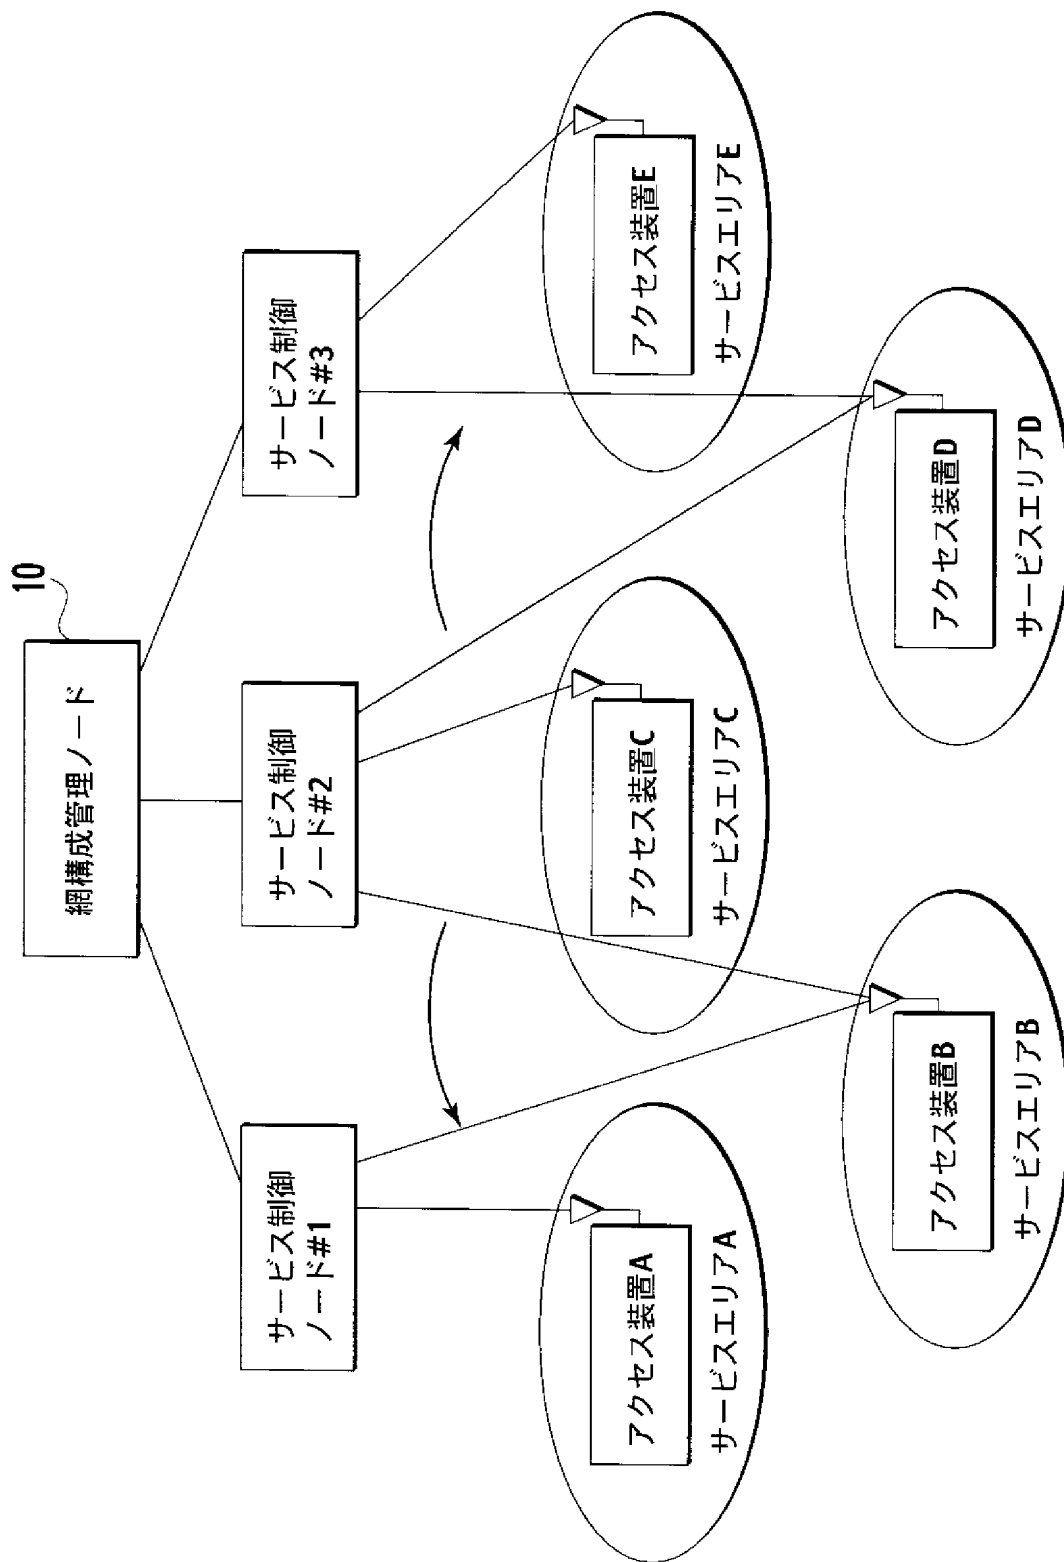 10
網構成管理ノード
サービス制御
ノード#1
サービス制御
ノード#2
サービス制御
ノード#3
アクセス装置A
サービスエリアA
アクセス装置C
サービスエリアC
アクセス装置E
サービスエリアE
アクセス装置B
サービスエリアB
アクセス装置D
サービスエリアD